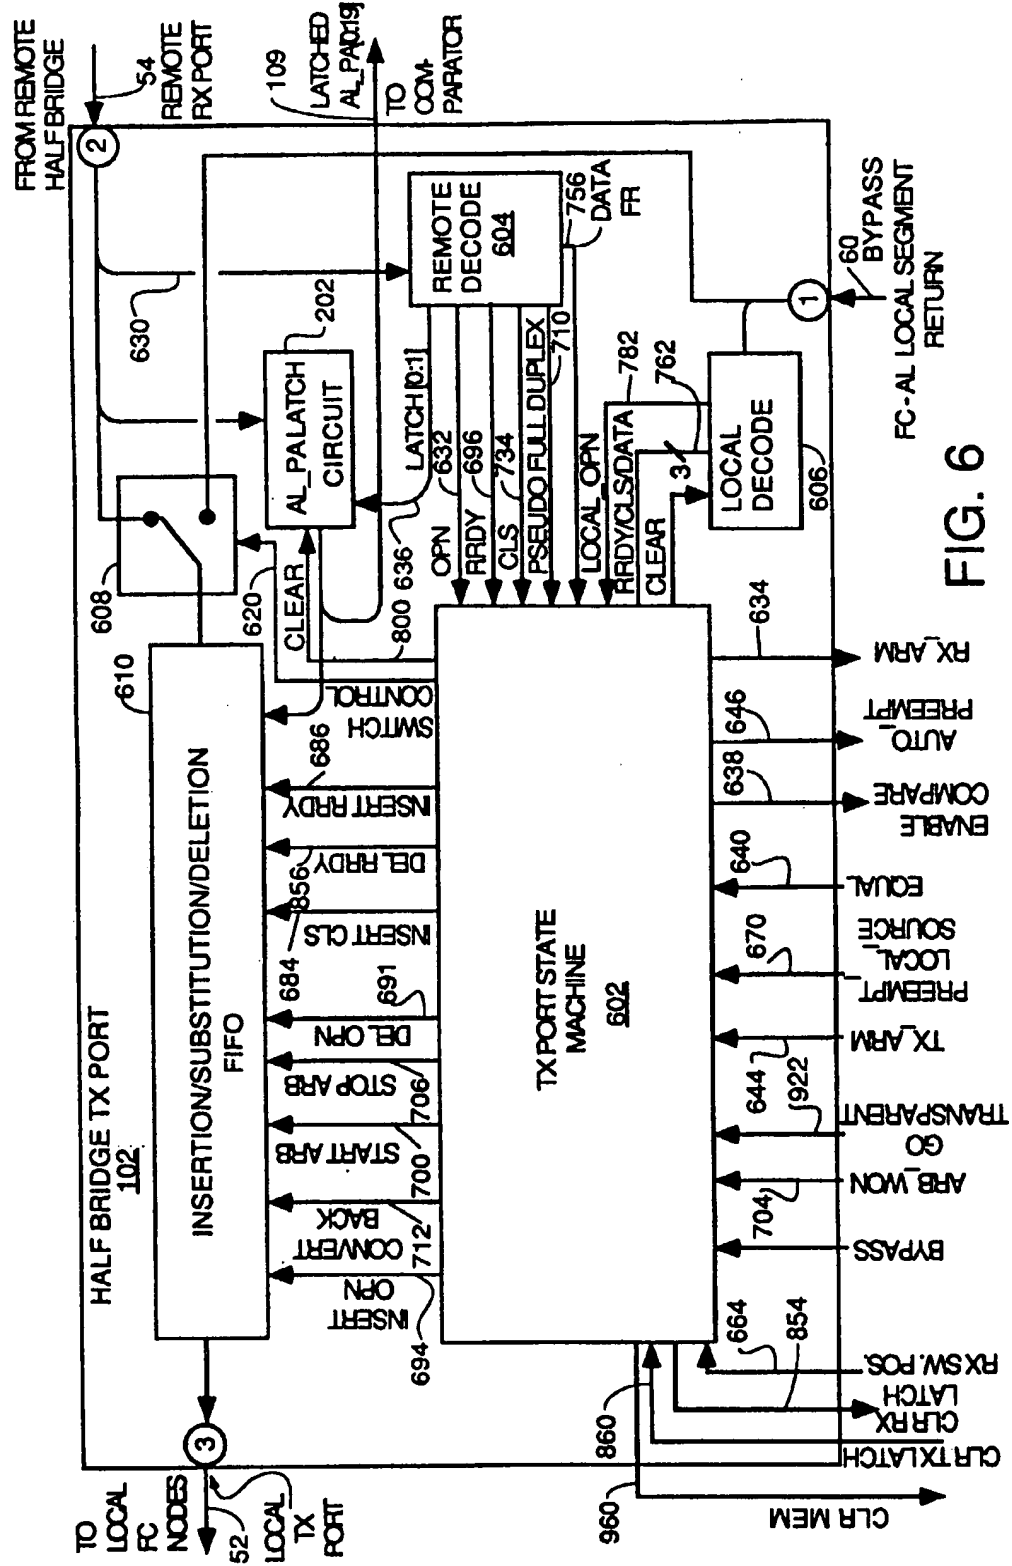 FROM REMOTE
HALF BRIDGE
54
REMOTE
RX PORT
109
LATCHED
AL_PA[0:19]
TO
COM-
PARATOR
2
630
REMOTE
DECODE
604
756
DATA
FR
60
BYPASS
FC-AL LOCAL SEGMENT
RETURN
1
202
AL_PALATCH
CIRCUIT
LATCH [0:1]
636
OPN
632
RRDY
696
CLS
734
PSEUDO FULL DUPLEX
710
LOCAL_OPN
RRDY/CLS/DATA
782
762
3
CLEAR
LOCAL
DECODE
606
608
620
CLEAR
800
SWITCH
CONTROL
610
INSERTION/SUBSTITUTION/DELETION
FIFO
INSERT RRDY
686
DEL RRDY
856
INSERT CLS
684
DEL OPN
691
STOP ARB
706
START ARB
700
CONVERT
BACK
712
INSERT
OPN
694
HALF BRIDGE TX PORT
102
TX PORT STATE
MACHINE
602
634
RX_ARM
646
AUTO_
PREEMPT
638
COMPARE
ENABLE
640
EQUAL
670
PREEMPT_
LOCAL_
SOURCE
TX_ARM
644
922
TRANSPARENT
GO
ARB_WON
704
BYPASS
664
RX SW. POS.
854
CLR RX
LATCH
860
CLR TX LATCH
960
CLR MEM
3
TO
LOCAL
FC
NODES
52
LOCAL
TX
PORT
FIG. 6